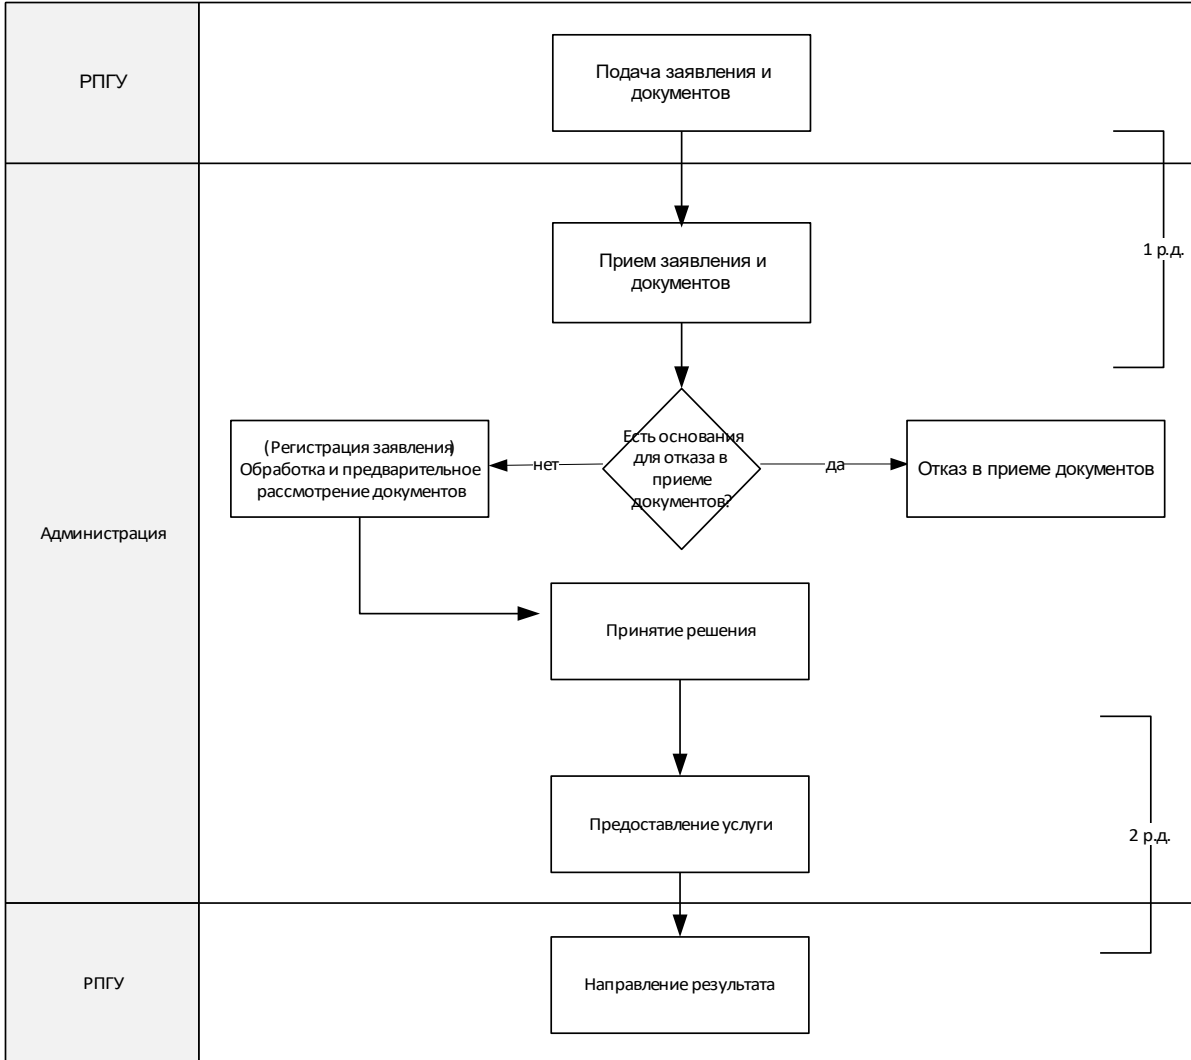 РПГУ
Подача заявления и
документов
Прием заявления и
документов
1 р.д.
Есть основания
для отказа в
приеме
документов?
нет
да
(Регистрация заявления)
Обработка и предварительное
рассмотрение документов
Отказ в приеме документов
Администрация
Принятие решения
Предоставление услуги
2 р.д.
РПГУ
Направление результата